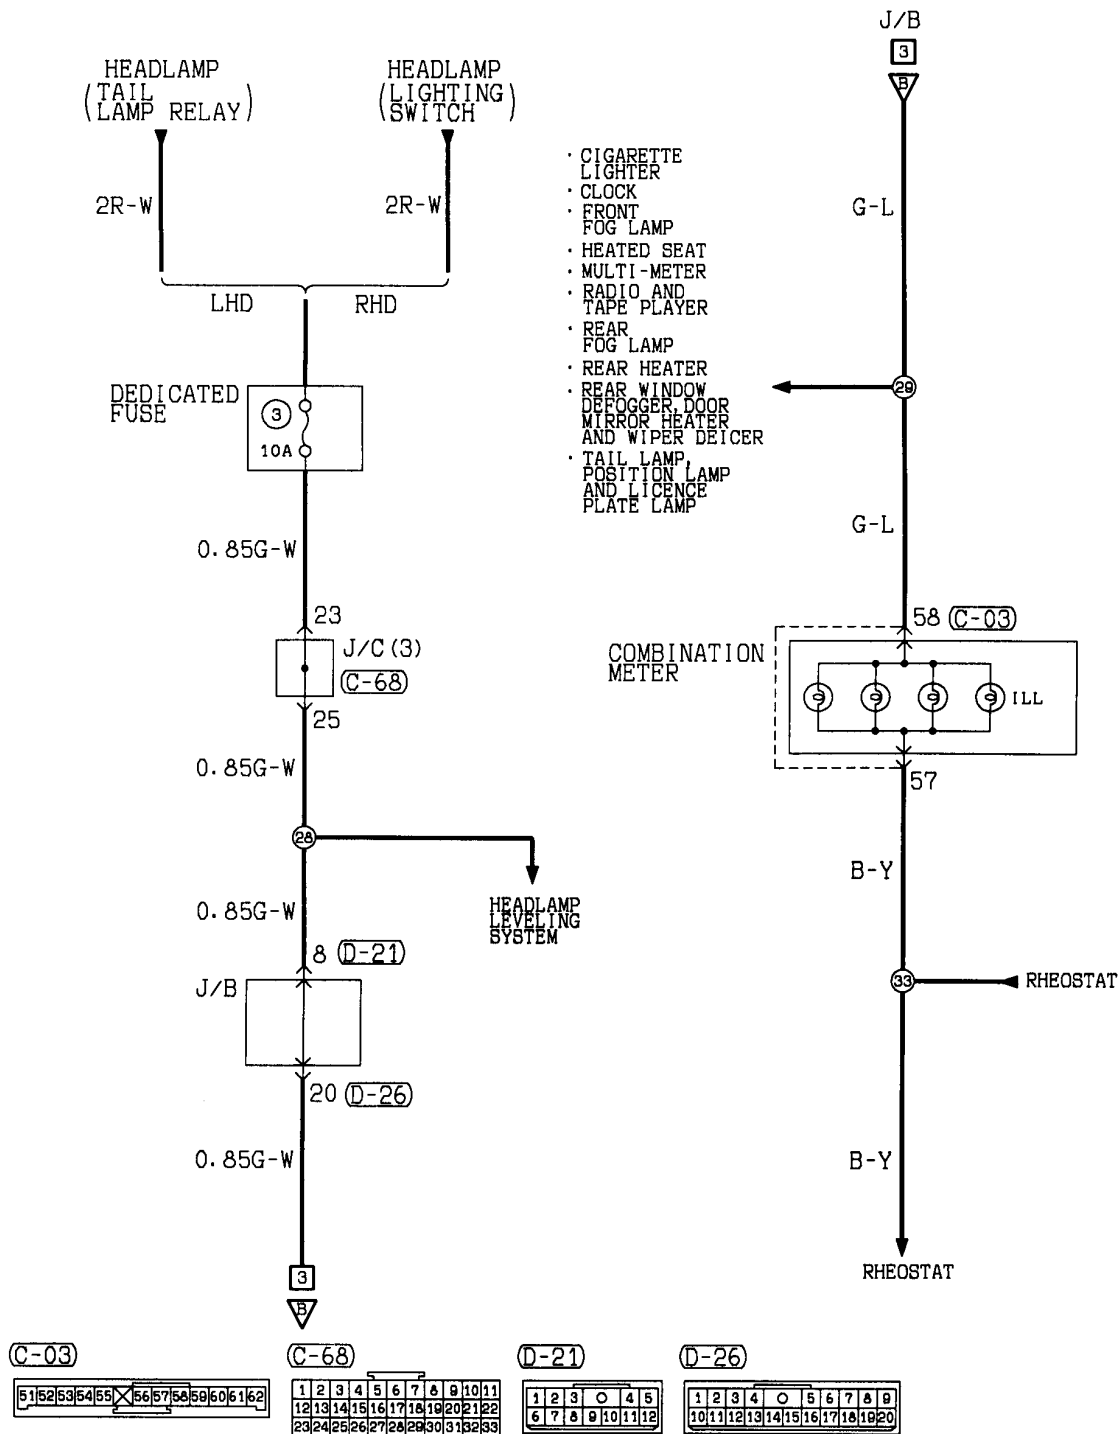 HEADLAMP
(TAIL
LAMP RELAY)
HEADLAMP
(LIGHTING
SWITCH)
2R-W
2R-W
LHD
RHD
DEDICATED
FUSE
3
10A
0.85G-W
23
J/C (3)
C-68
25
0.85G-W
28
HEADLAMP
LEVELING
SYSTEM
0.85G-W
8 D-21
J/B
20 D-26
0.85G-W
3
B
J/B
3
B
G-L
· CIGARETTE
LIGHTER
· CLOCK
· FRONT
FOG LAMP
· HEATED SEAT
· MULTI-METER
· RADIO AND
TAPE PLAYER
· REAR
FOG LAMP
· REAR HEATER
· REAR WINDOW
DEFOGGER, DOOR
MIRROR HEATER
AND WIPER DEICER
· TAIL LAMP,
POSITION LAMP
AND LICENCE
PLATE LAMP
29
G-L
58 C-03
COMBINATION
METER
ILL
57
B-Y
33
RHEOSTAT
B-Y
RHEOSTAT
C-03
51 52 53 54 55 56 57 58 59 60 61 62
C-68
1 2 3 4 5 6 7 8 9 10 11
12 13 14 15 16 17 18 19 20 21 22
23 24 25 26 27 28 29 30 31 32 33
D-21
1 2 3 4 5
6 7 8 9 10 11 12
D-26
1 2 3 4 5 6 7 8 9
10 11 12 13 14 15 16 17 18 19 20